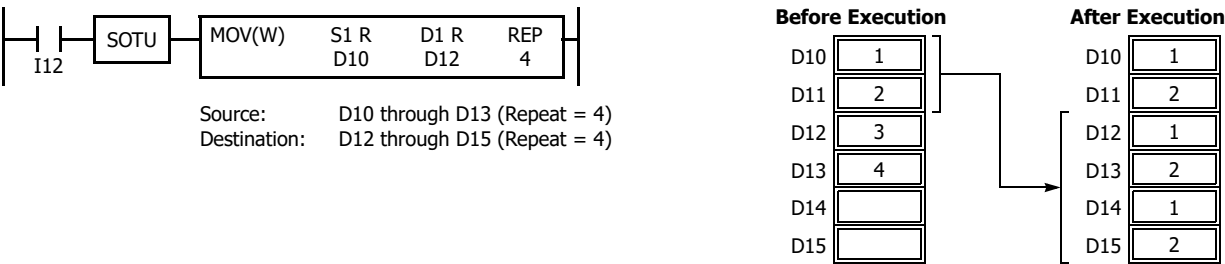 SOTU
MOV(W) S1 R D1 R REP
D10 D12 4
I12
Source: D10 through D13 (Repeat = 4)
Destination: D12 through D15 (Repeat = 4)
Before Execution
D10 1
D11 2
D12 3
D13 4
D14
D15
After Execution
D10 1
D11 2
D12 1
D13 2
D14 1
D15 2